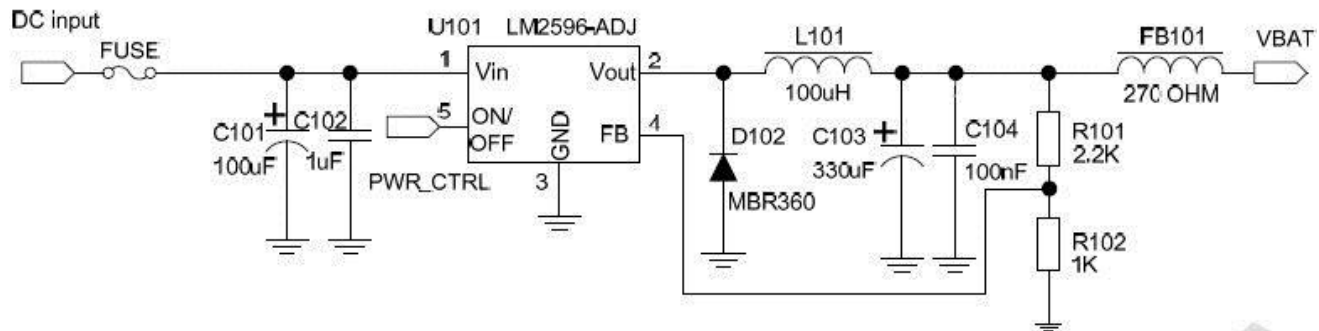 DC input
FUSE
U101 LM2596-ADJ
L101
FB101
VBAT
1
Vin
Vout
2
100uH
270 OHM
5
ON/
OFF
GND
FB
4
+
C101
100uF
C102
1uF
PWR_CTRL
3
D102
MBR360
C103
+
330uF
C104
100nF
R101
2.2K
R102
1K